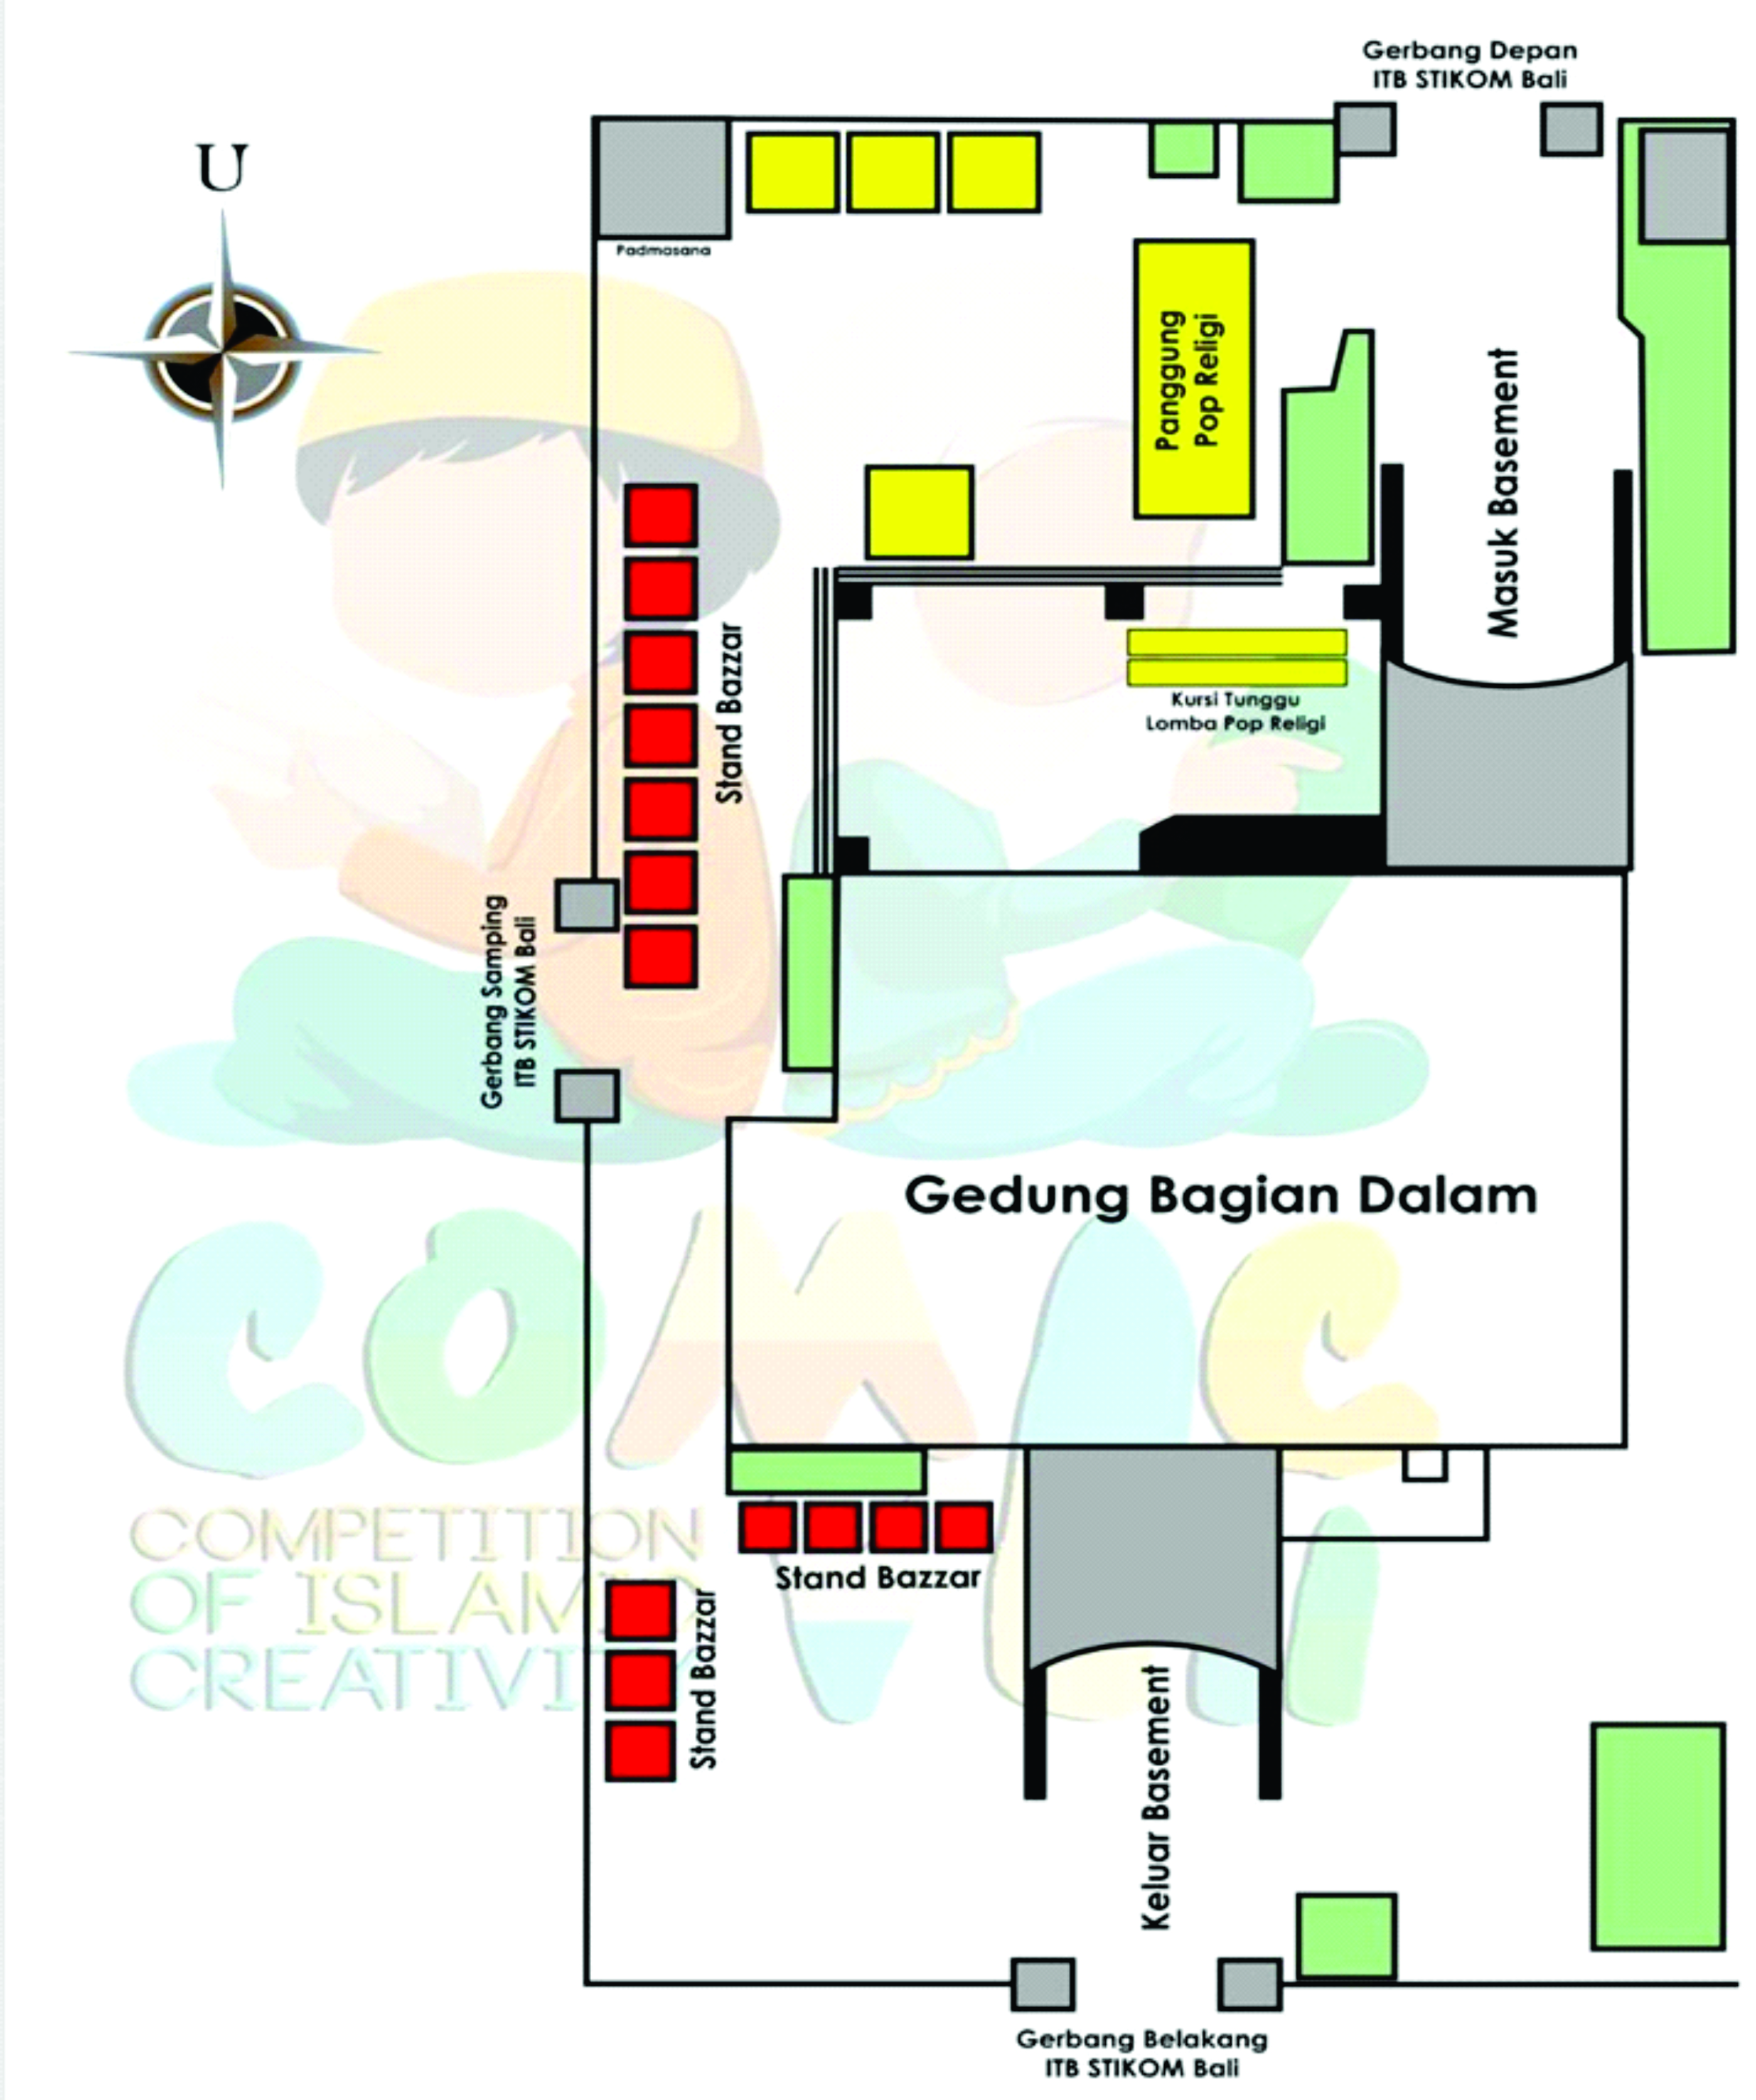 Gerbang Depan
ITB STIKOM Bali
U
Padmasana
Panggung
Pop Religi
Masuk Basement
Stand Bazzar
Kursi Tunggu
Lomba Pop Religi
Gerbang Samping
ITB STIKOM Bali
Gedung Bagian Dalam
COMIC
COMPETITION
OF ISLAMIC
CREATIVITY
Stand Bazzar
Stand Bazzar
Keluar Basement
Gerbang Belakang
ITB STIKOM Bali